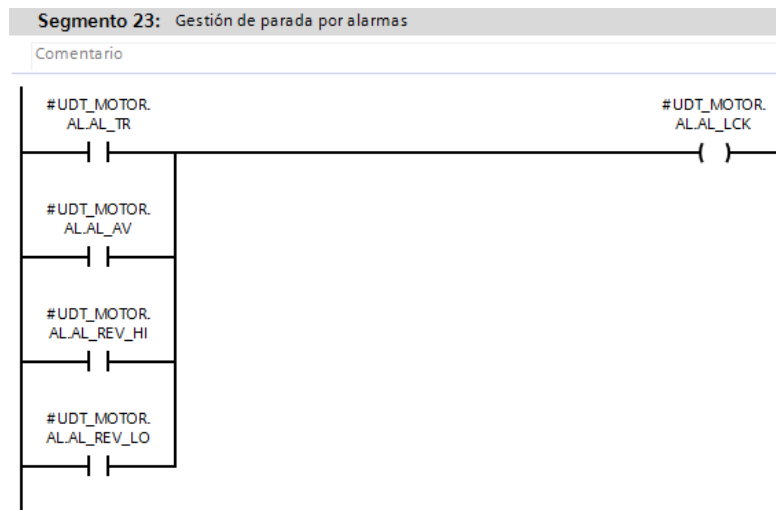 Segmento 23: Gestión de parada por alarmas
Comentario
#UDT_MOTOR.
AL.AL_TR
#UDT_MOTOR.
AL.AL_LCK
#UDT_MOTOR.
AL.AL_AV
#UDT_MOTOR.
AL.AL_REV_HI
#UDT_MOTOR.
AL.AL_REV_LO